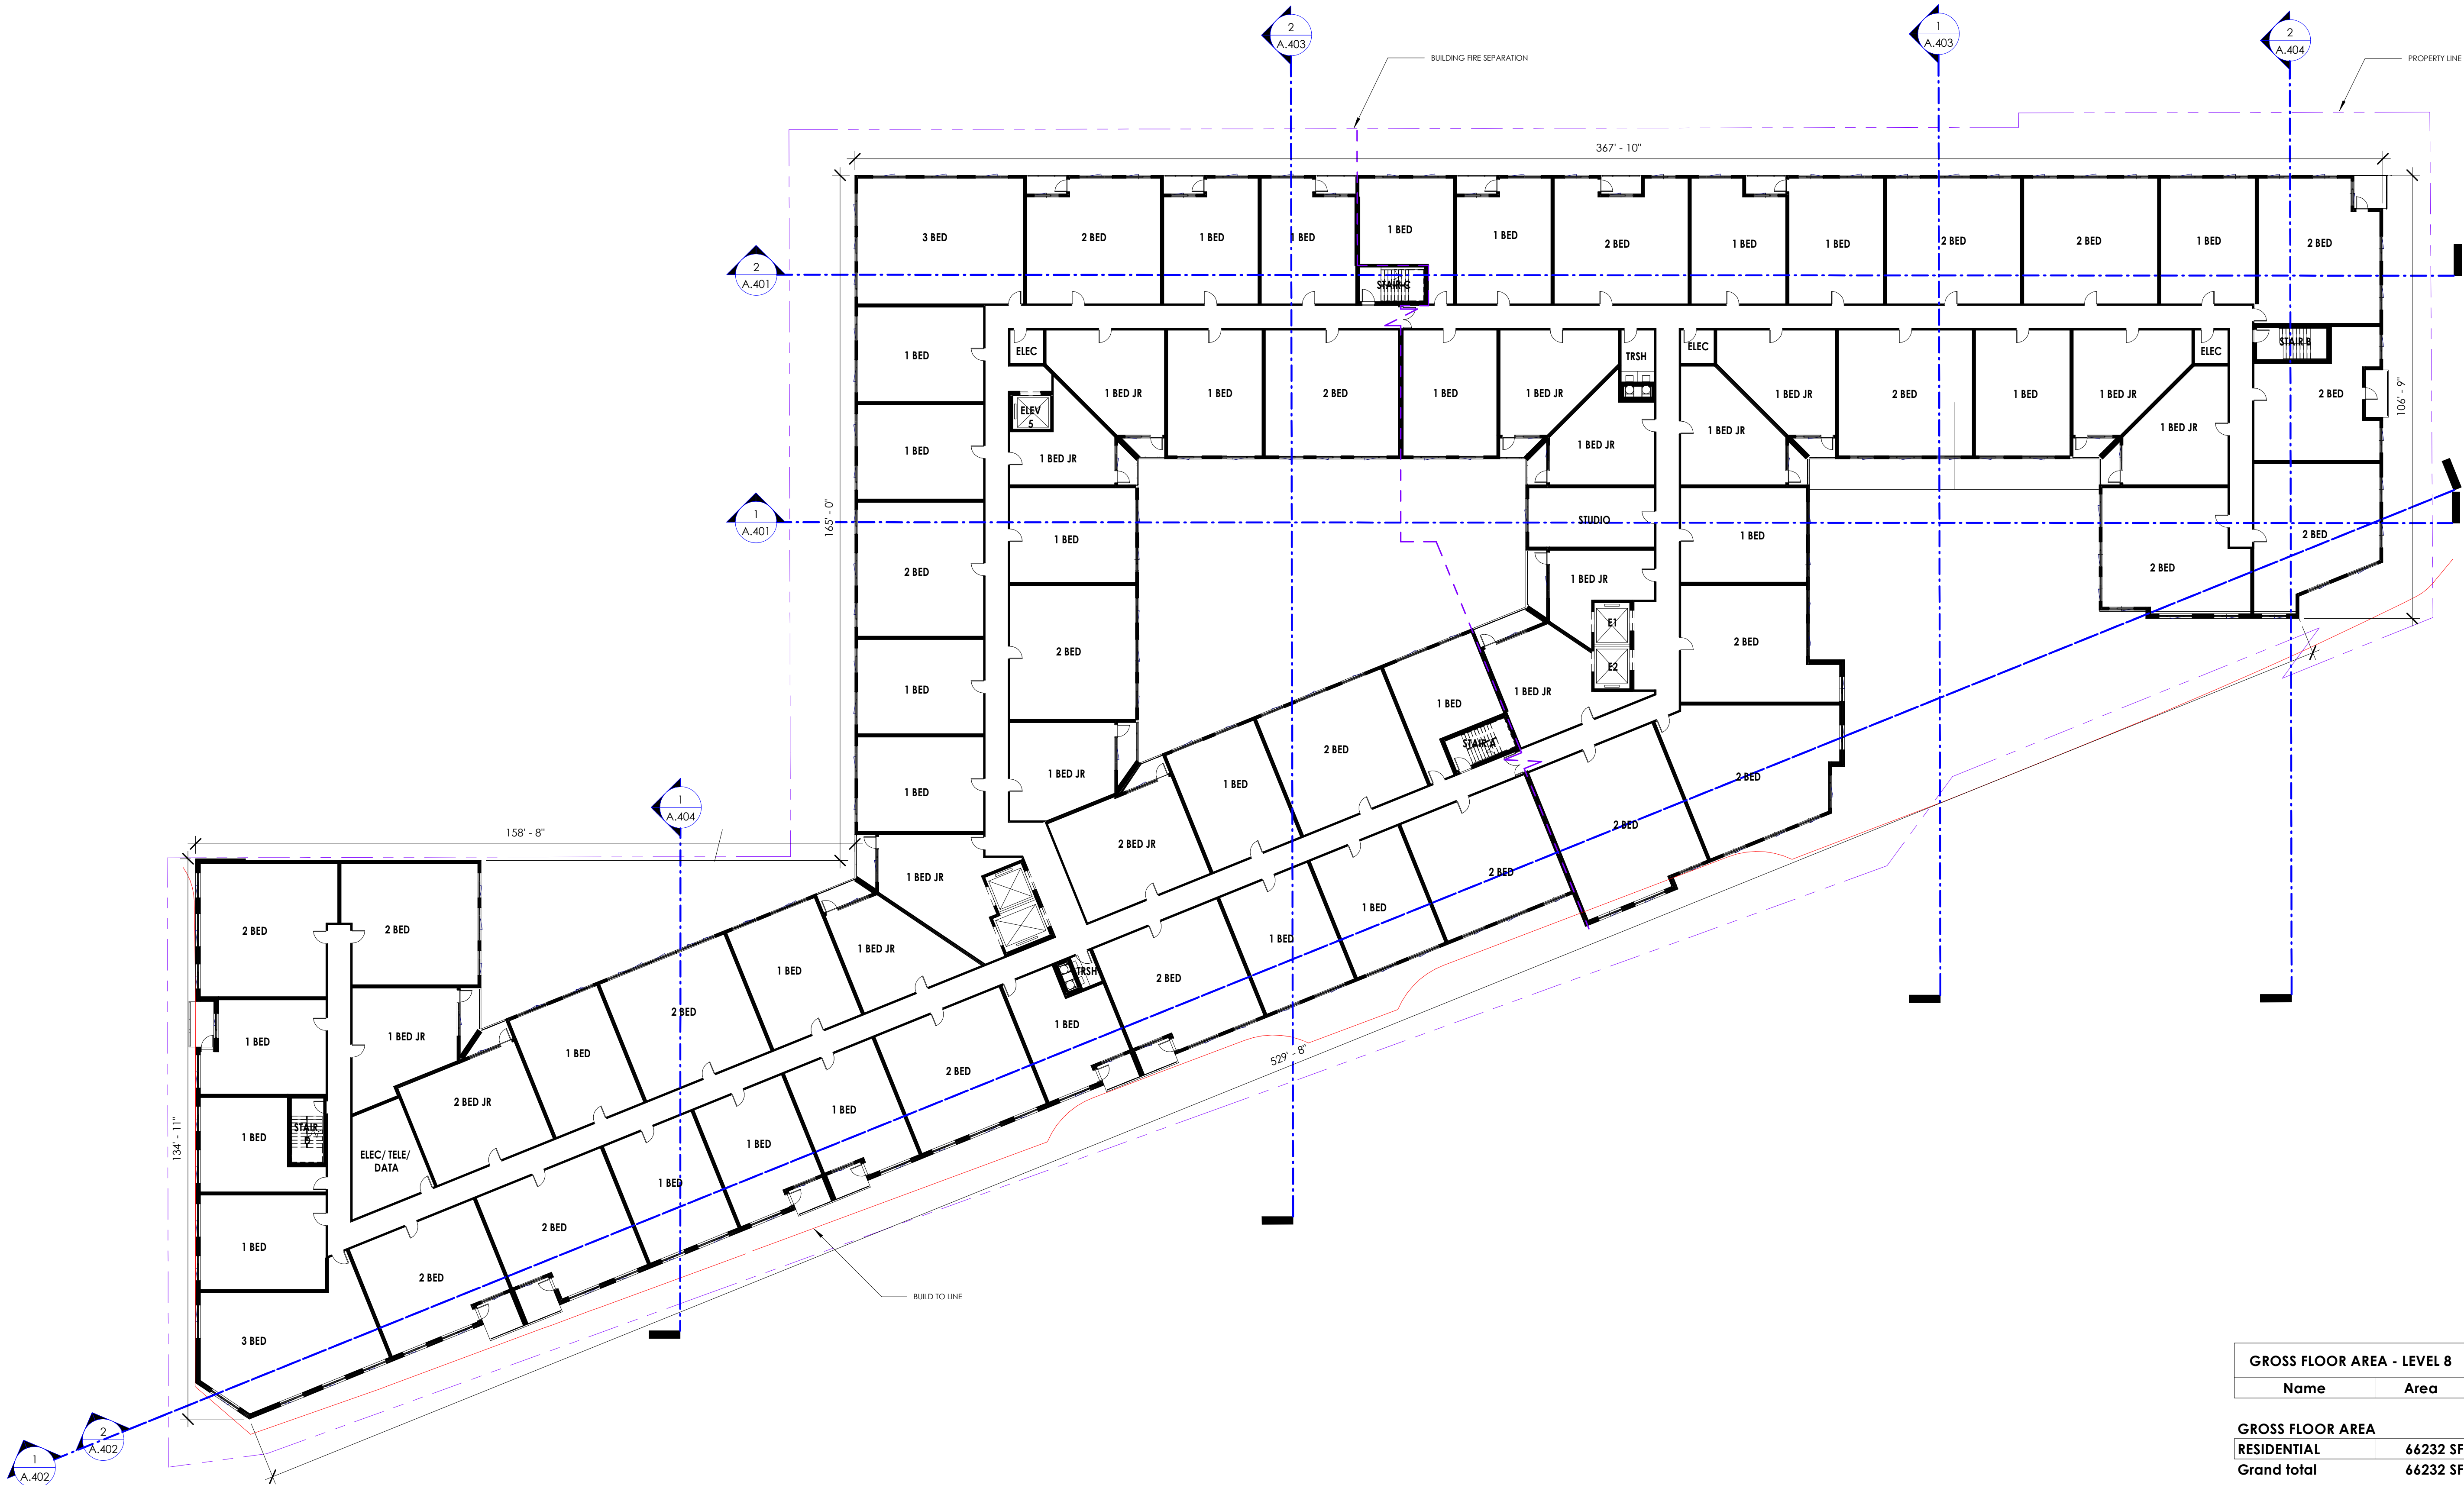 2
A.403
1
A.403
2
A.404
BUILDING FIRE SEPARATION
PROPERTY LINE
367' - 10"
3 BED
2 BED
1 BED
1 BED
1 BED
1 BED
2 BED
1 BED
1 BED
2 BED
2 BED
1 BED
2 BED
2
A.401
STAIR C
165' - 0"
106' - 9"
1 BED
ELEC
TRSH
ELEC
ELEC
STAIR B
1 BED JR
1 BED
2 BED
1 BED
1 BED JR
1 BED JR
2 BED
1 BED
1 BED JR
2 BED
ELEV
5
1 BED
1 BED JR
1 BED JR
1 BED JR
1 BED JR
1
A.401
STUDIO
1 BED
1 BED
2 BED
2 BED
2 BED
1 BED JR
2 BED
E1
E2
2 BED
1 BED
1 BED JR
1 BED
STAIR A
2 BED
1 BED
2 BED
1 BED JR
1 BED
2 BED
1
A.404
158' - 8"
2 BED JR
2 BED
1 BED JR
2 BED
1 BED
2 BED
2 BED
1 BED
1 BED JR
1 BED
TRSH
2 BED
2 BED
1 BED
1 BED
1 BED JR
1 BED
529' - 8"
2 BED
134' - 11"
1 BED
STAIR
D
2 BED JR
1 BED
1 BED
ELEC/ TELE/
DATA
1 BED
2 BED
1 BED
2 BED
BUILD TO LINE
3 BED
2
A.402
1
A.402
GROSS FLOOR AREA - LEVEL 8
Name Area
GROSS FLOOR AREA
RESIDENTIAL 66232 SF
Grand total 66232 SF